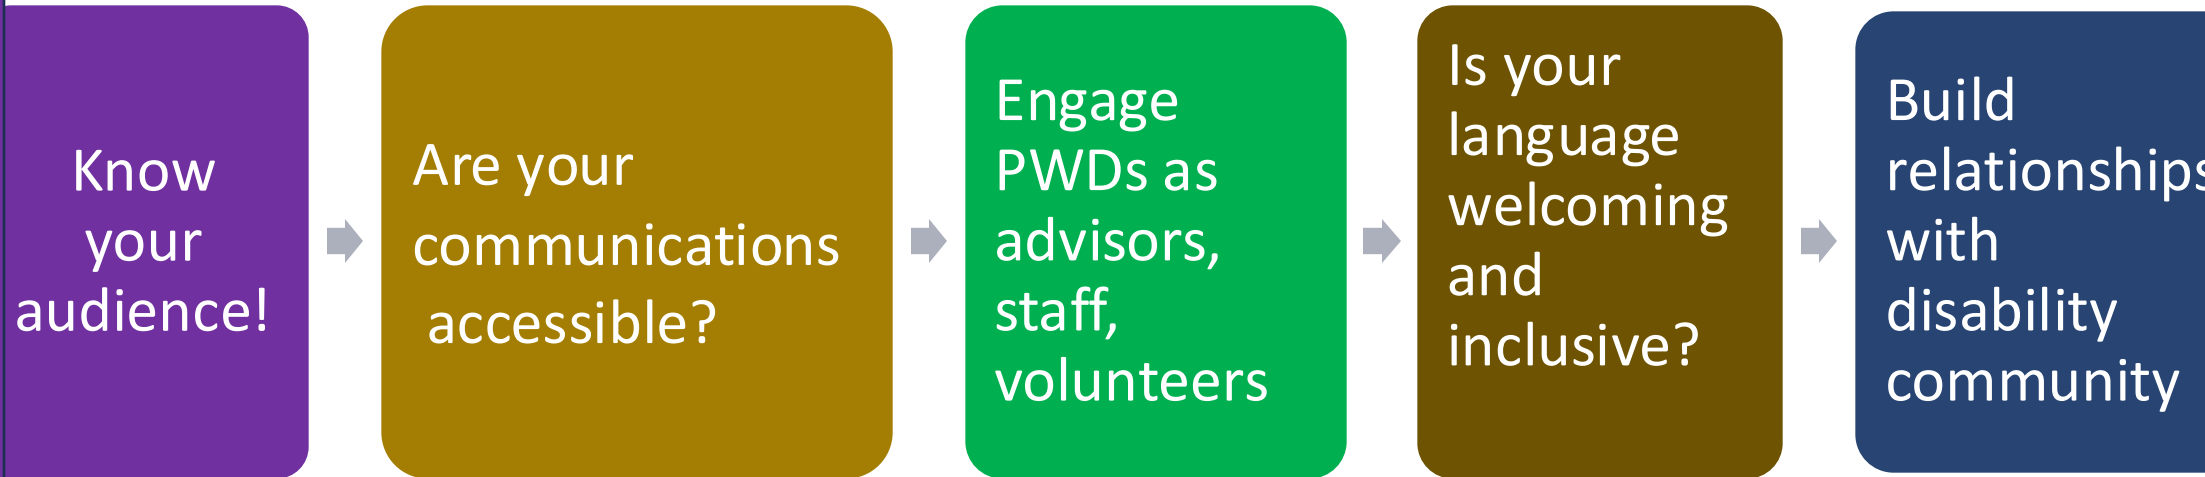 Know
your
audience!
Are your
communications
accessible?
Engage
PWDs as
advisors,
staff,
volunteers
Is your
language
welcoming
and
inclusive?
Build
relationships
with
disability
community